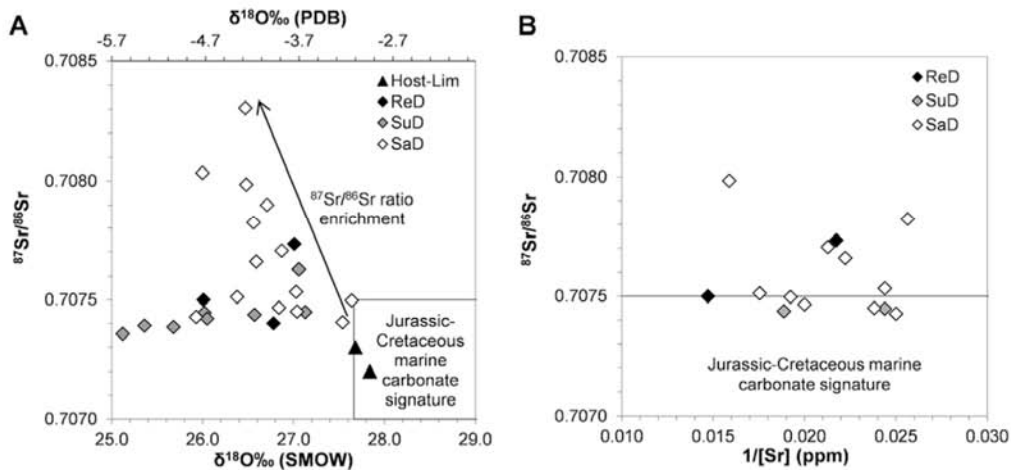 A
δ¹⁸O‰ (PDB)
-5.7 -4.7 -3.7 -2.7
0.7085
0.7080
0.7075
0.7070
⁸⁷Sr/⁸⁶Sr
Host-Lim
ReD
SuD
SaD
⁸⁷Sr/⁸⁶Sr ratio
enrichment
Jurassic-
Cretaceous
marine
carbonate
signature
25.0 26.0 27.0 28.0 29.0
δ¹⁸O‰ (SMOW)
B
0.7085
0.7080
0.7075
0.7070
⁸⁷Sr/⁸⁶Sr
ReD
SuD
SaD
Jurassic-Cretaceous marine
carbonate signature
0.010 0.015 0.020 0.025 0.030
1/[Sr] (ppm)